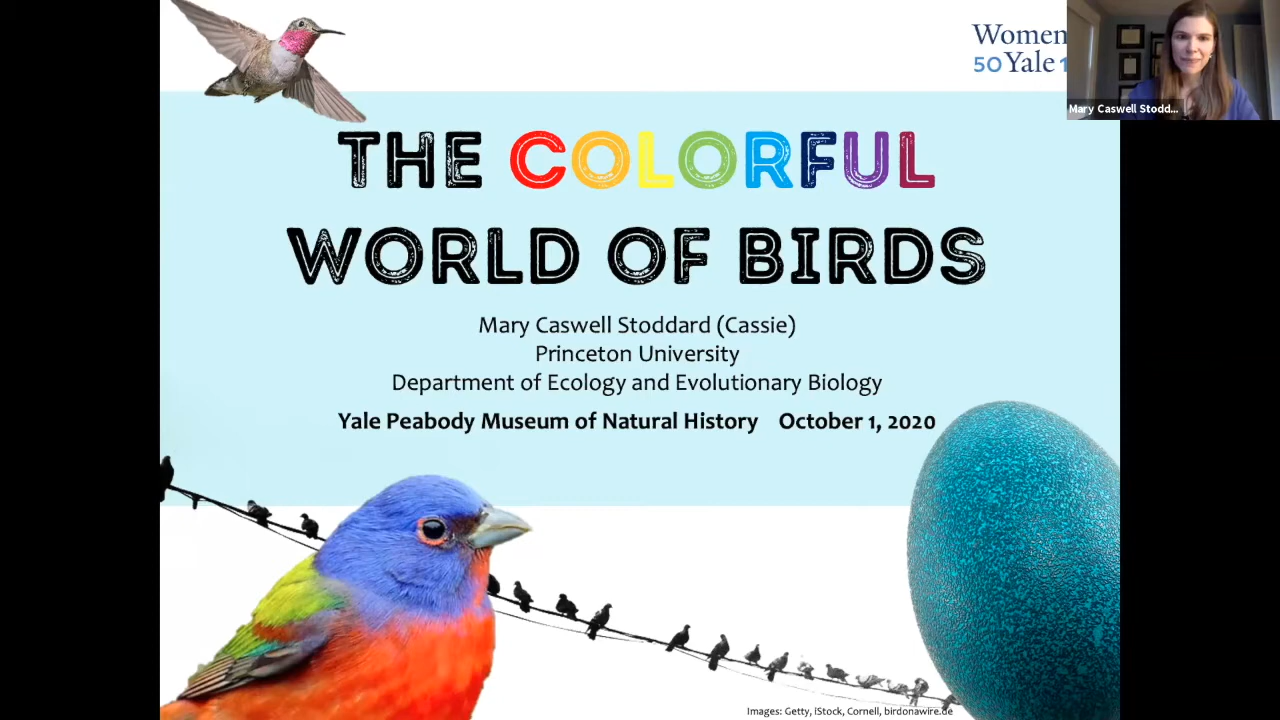 Women
50 Yale 1
Mary Caswell Stodd...
THE COLORFUL
WORLD OF BIRDS
Mary Caswell Stoddard (Cassie)
Princeton University
Department of Ecology and Evolutionary Biology
Yale Peabody Museum of Natural History October 1, 2020
Images: Getty, iStock, Cornell, birdonawire.de